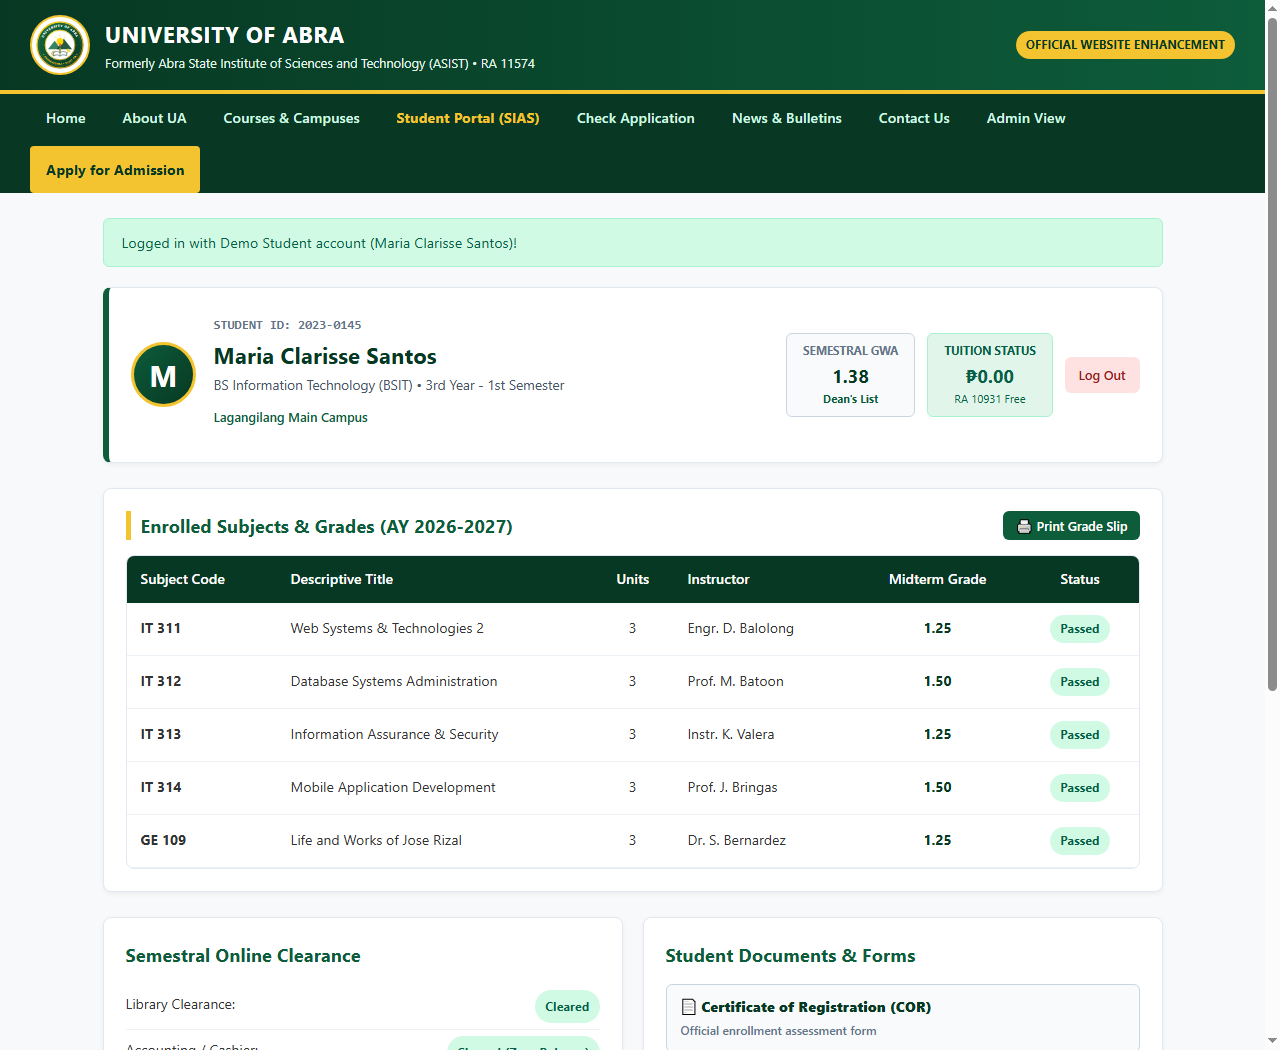 UNIVERSITY OF ABRA
Formerly Abra State Institute of Sciences and Technology (ASIST) • RA 11574
OFFICIAL WEBSITE ENHANCEMENT
Home About UA Courses & Campuses Student Portal (SIAS) Check Application News & Bulletins Contact Us Admin View
Apply for Admission
Logged in with Demo Student account (Maria Clarisse Santos)!
M
STUDENT ID: 2023-0145
Maria Clarisse Santos
BS Information Technology (BSIT) • 3rd Year - 1st Semester
Lagangilang Main Campus
SEMESTRAL GWA
1.38
Dean's List
TUITION STATUS
₱0.00
RA 10931 Free
Log Out
Enrolled Subjects & Grades (AY 2026-2027)
Print Grade Slip
Subject Code Descriptive Title Units Instructor Midterm Grade Status
IT 311 Web Systems & Technologies 2 3 Engr. D. Balolong 1.25 Passed
IT 312 Database Systems Administration 3 Prof. M. Batoon 1.50 Passed
IT 313 Information Assurance & Security 3 Instr. K. Valera 1.25 Passed
IT 314 Mobile Application Development 3 Prof. J. Bringas 1.50 Passed
GE 109 Life and Works of Jose Rizal 3 Dr. S. Bernardez 1.25 Passed
Semestral Online Clearance
Library Clearance: Cleared
Student Documents & Forms
Certificate of Registration (COR)
Official enrollment assessment form